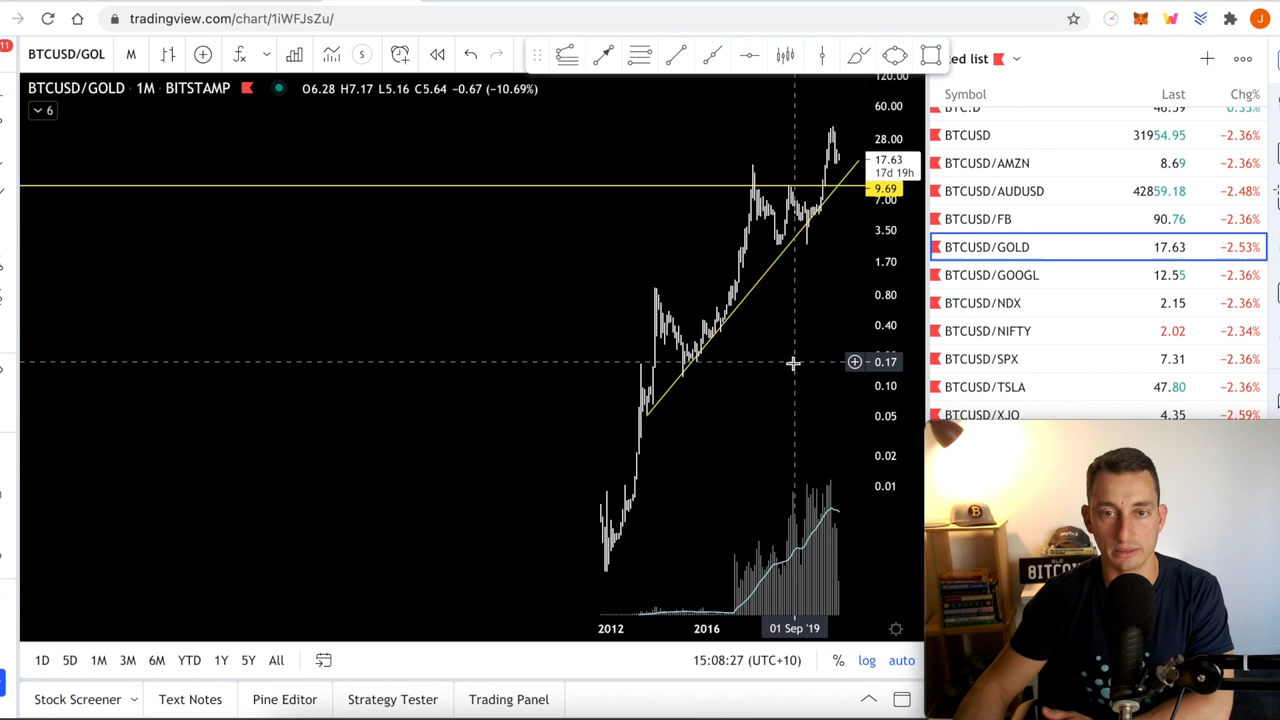 11
tradingview.com/chart/1iWFJsZu/
J
BTCUSD/GOL M S
ed list
BTCUSD/GOLD · 1M · BITSTAMP O6.28 H7.17 L5.16 C5.64 −0.67 (−10.69%)
6
Symbol Last Chg%
BTC.D 46.59 0.33%
BTCUSD 31954.95 −2.36%
BTCUSD/AMZN 8.69 −2.36%
BTCUSD/AUDUSD 42859.18 −2.48%
BTCUSD/FB 90.76 −2.36%
BTCUSD/GOLD 17.63 −2.53%
BTCUSD/GOOGL 12.55 −2.36%
BTCUSD/NDX 2.15 −2.36%
BTCUSD/NIFTY 2.02 −2.34%
BTCUSD/SPX 7.31 −2.36%
BTCUSD/TSLA 47.80 −2.36%
BTCUSD/XJO 4.35 −2.59%
120.00
60.00
28.00
17.63
17d 19h
9.69
7.00
3.50
1.70
0.80
0.40
0.17
0.10
0.05
0.02
0.01
2012 2016 01 Sep '19
1D 5D 1M 3M 6M YTD 1Y 5Y All 15:08:27 (UTC+10) % log auto
Stock Screener Text Notes Pine Editor Strategy Tester Trading Panel